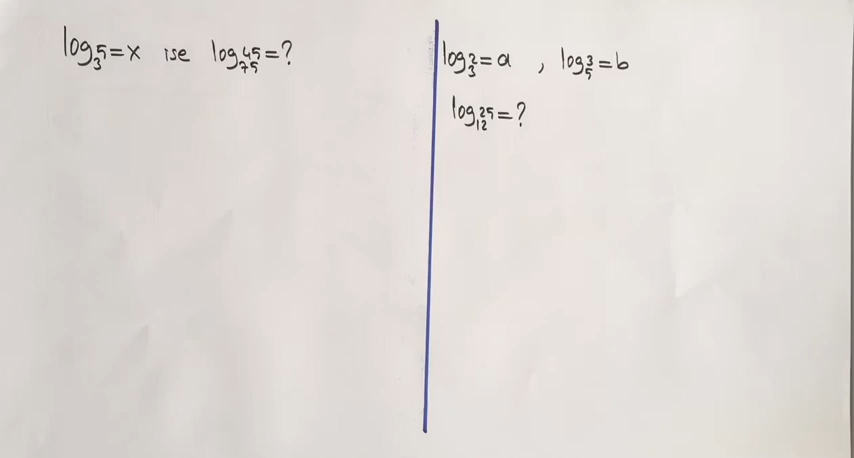 log₃5=x ise log₇₅45=?
log₃2=a , log₅3=b
log₁₂25=?